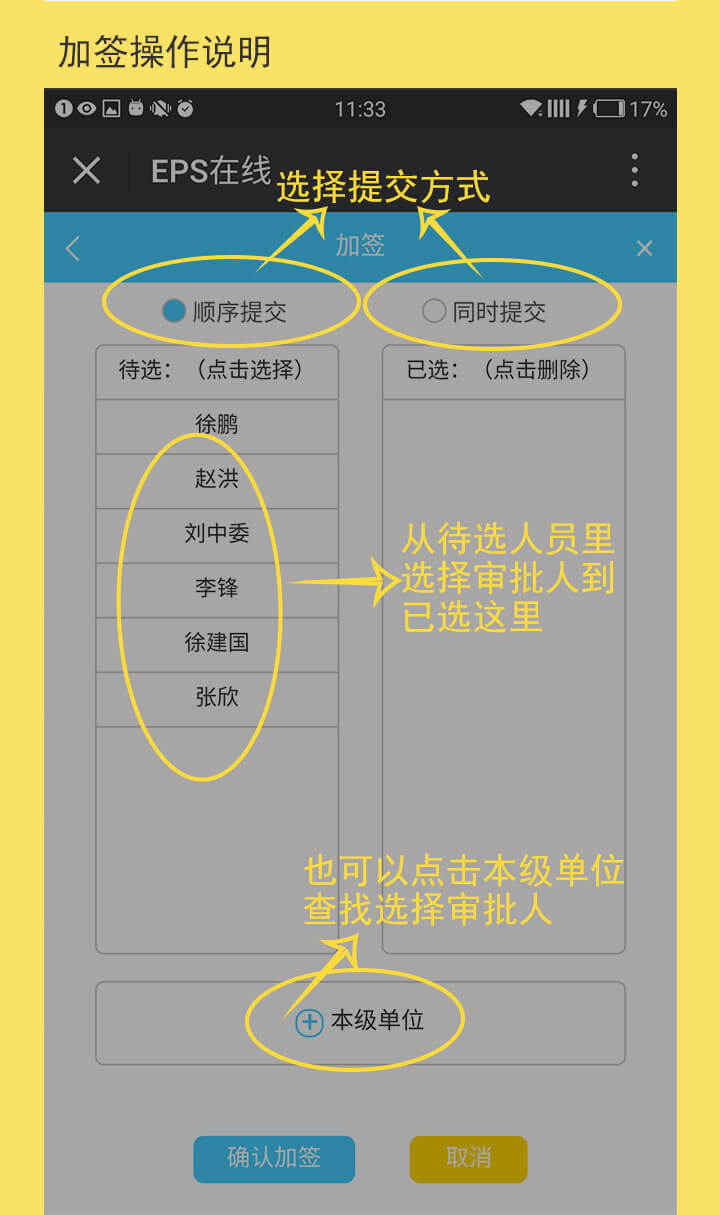 加签操作说明
11:33
17%
EPS在线
选择提交方式
加签
顺序提交
同时提交
待选：（点击选择）
已选：（点击删除）
徐鹏
赵洪
刘中委
李锋
徐建国
张欣
从待选人员里
选择审批人到
已选这里
也可以点击本级单位
查找选择审批人
本级单位
确认加签
取消